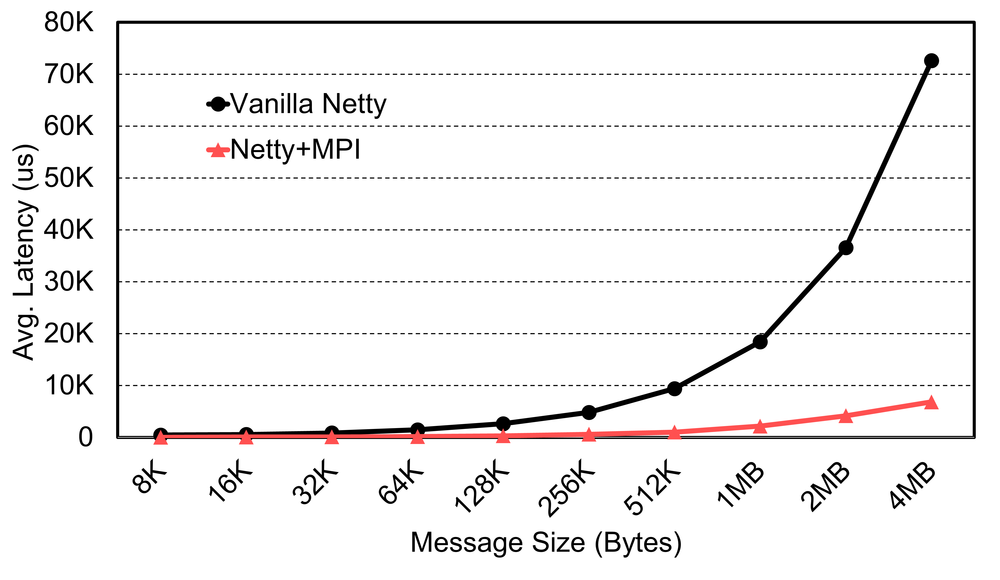 80K
70K
60K
50K
40K
30K
20K
10K
0
Avg. Latency (us)
Vanilla Netty
Netty+MPI
8K
16K
32K
64K
128K
256K
512K
1MB
2MB
4MB
Message Size (Bytes)